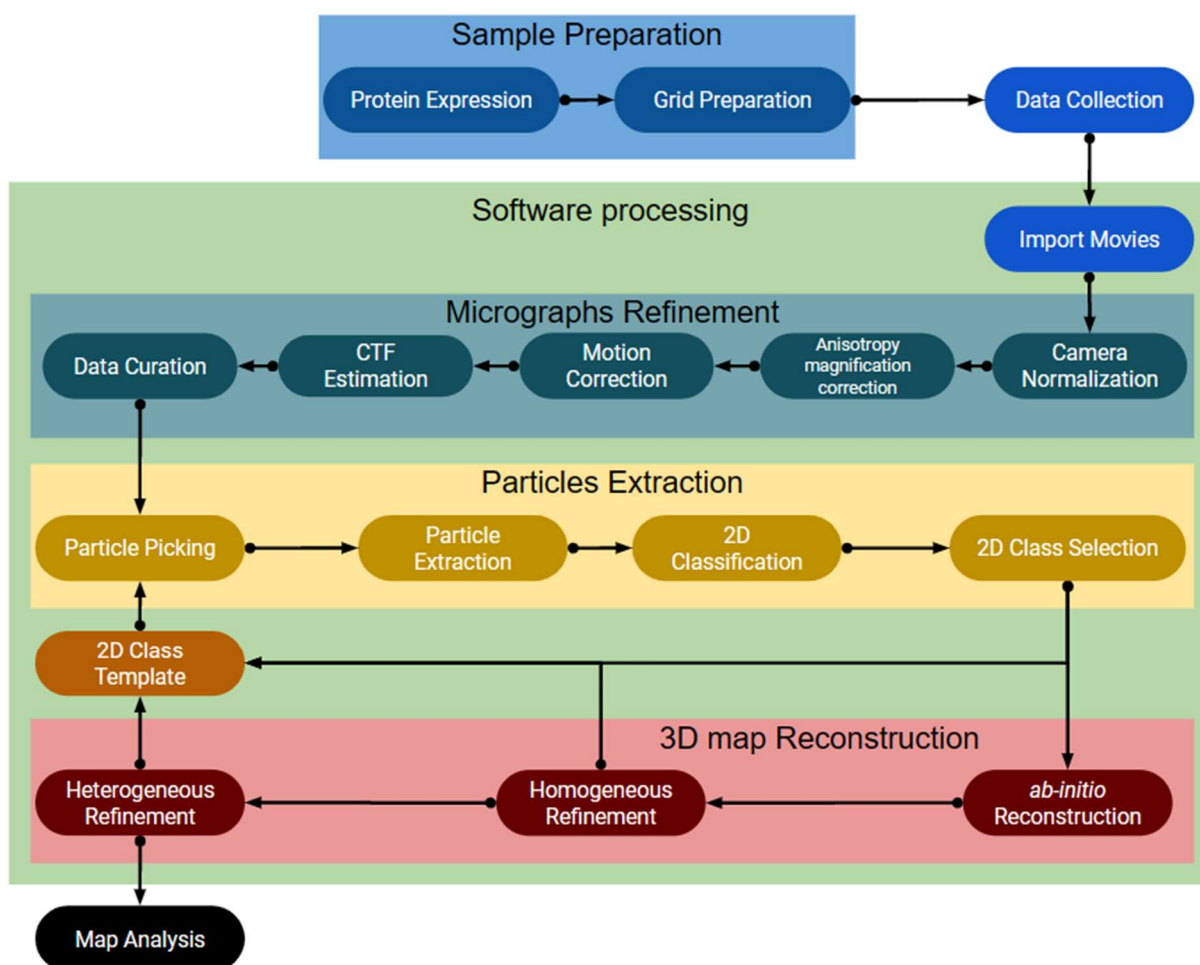 Sample Preparation
Protein Expression
Grid Preparation
Data Collection
Software processing
Import Movies
Micrographs Refinement
Data Curation
CTF
Estimation
Motion
Correction
Anisotropy
magnification
correction
Camera
Normalization
Particles Extraction
Particle Picking
Particle
Extraction
2D
Classification
2D Class Selection
2D Class
Template
3D map Reconstruction
Heterogeneous
Refinement
Homogeneous
Refinement
ab-initio
Reconstruction
Map Analysis